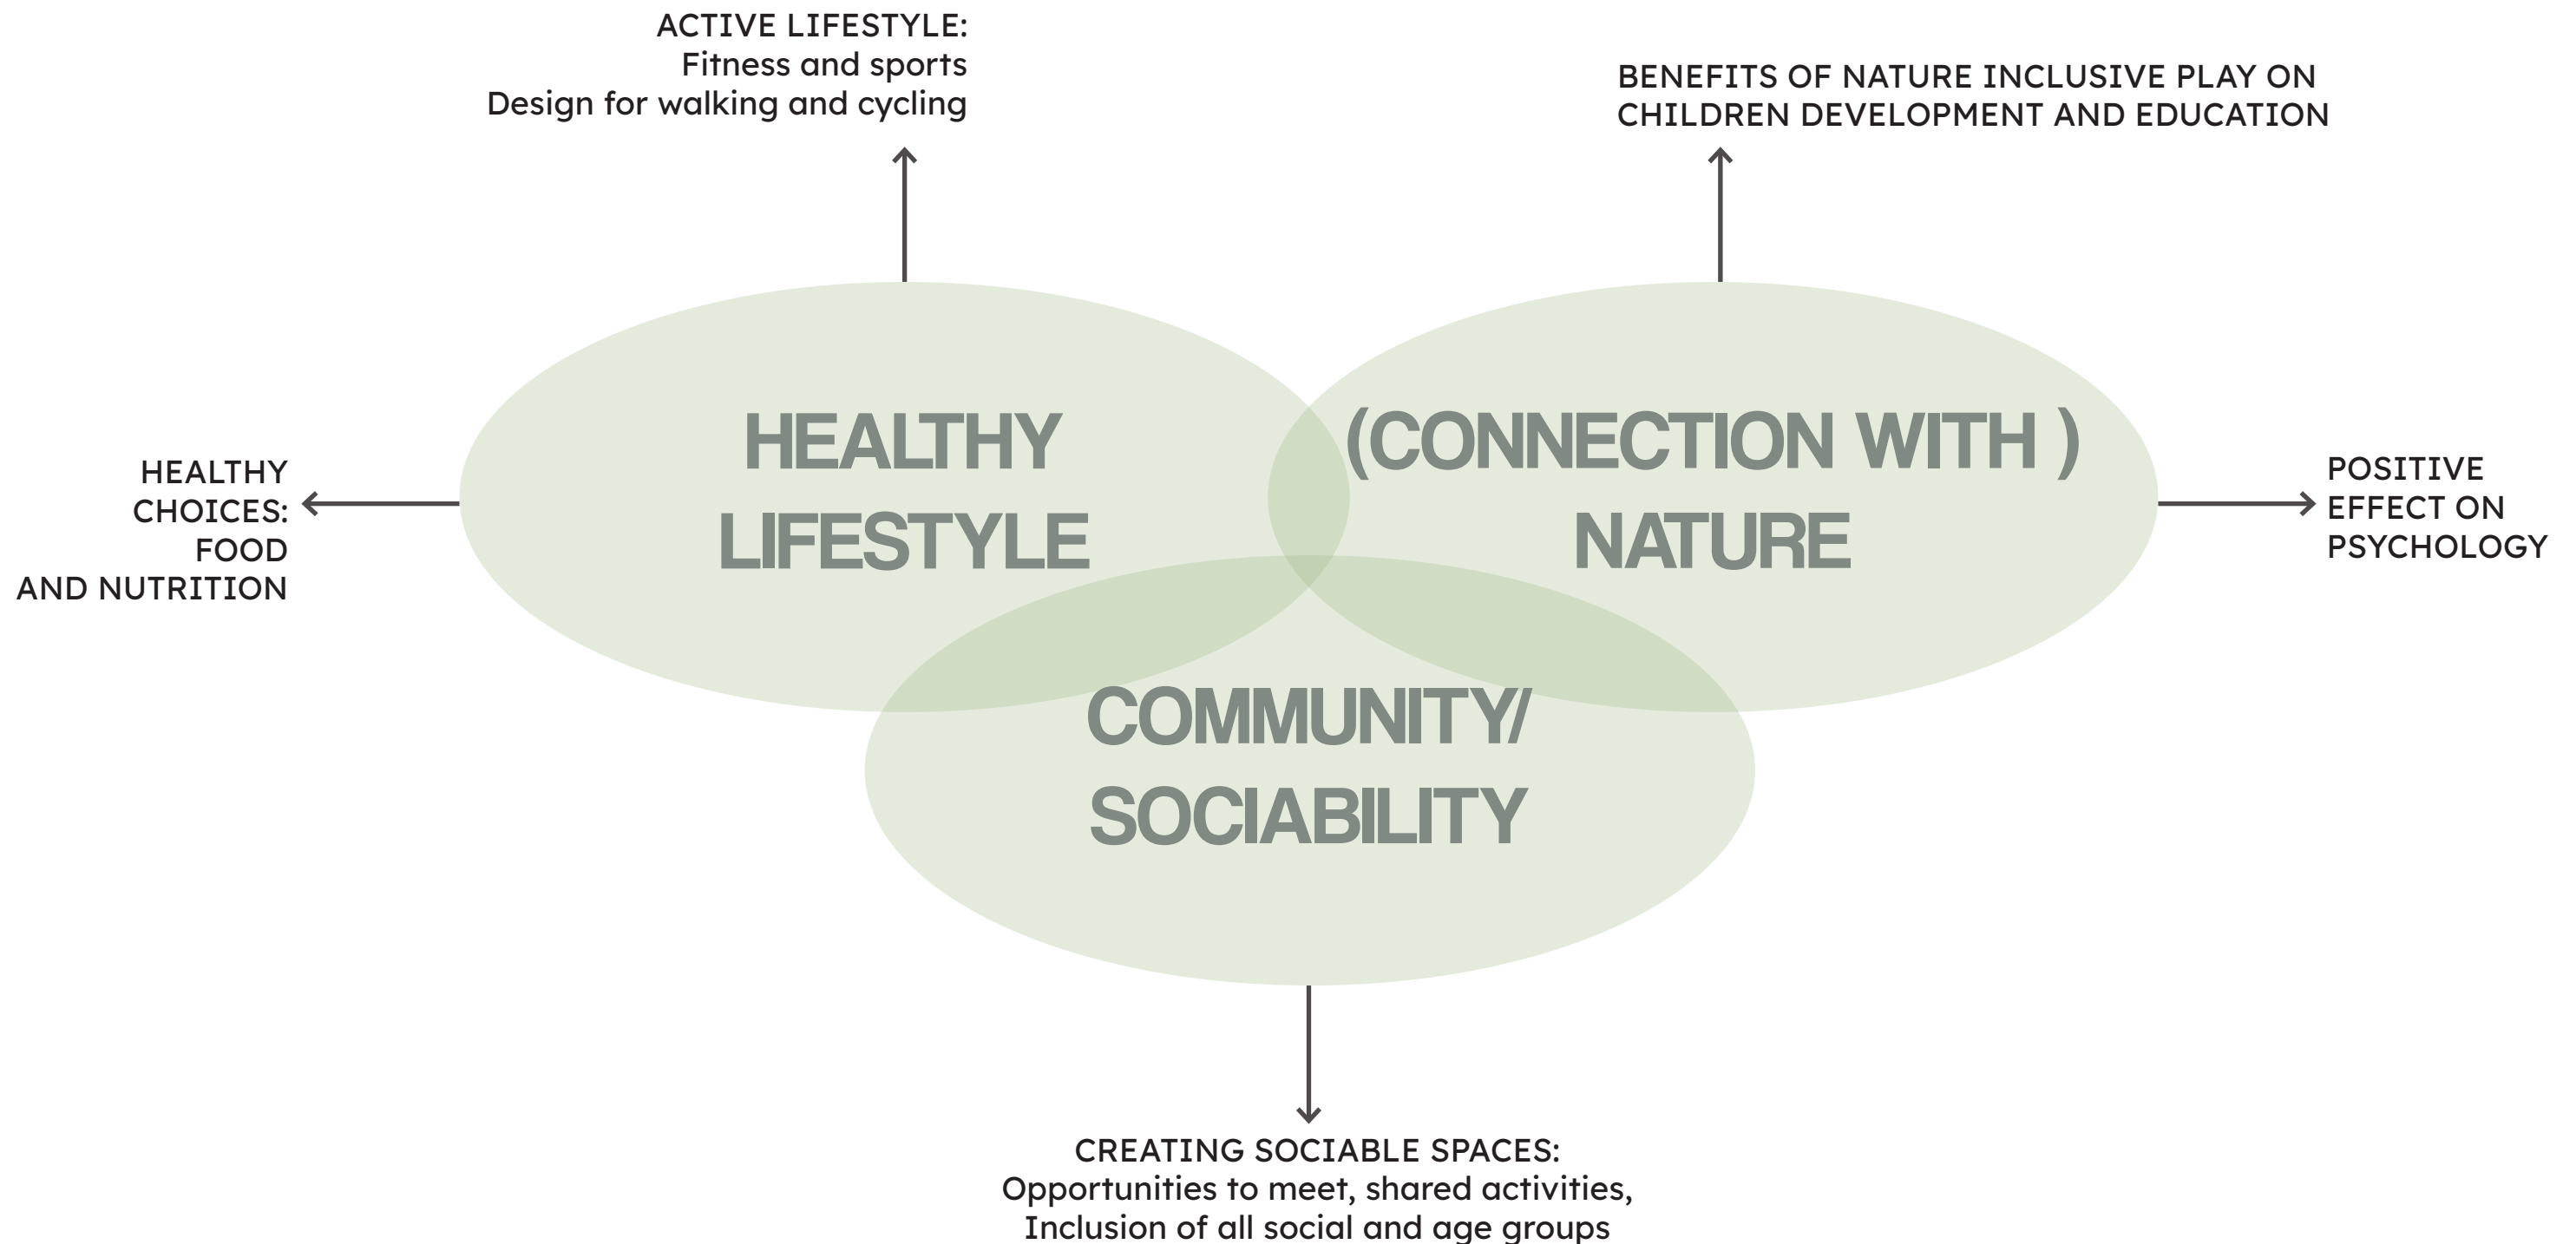 ACTIVE LIFESTYLE:
Fitness and sports
Design for walking and cycling
BENEFITS OF NATURE INCLUSIVE PLAY ON
CHILDREN DEVELOPMENT AND EDUCATION
HEALTHY
CHOICES:
FOOD
AND NUTRITION
HEALTHY
LIFESTYLE
(CONNECTION WITH )
NATURE
POSITIVE
EFFECT ON
PSYCHOLOGY
COMMUNITY/
SOCIABILITY
CREATING SOCIABLE SPACES:
Opportunities to meet, shared activities,
Inclusion of all social and age groups